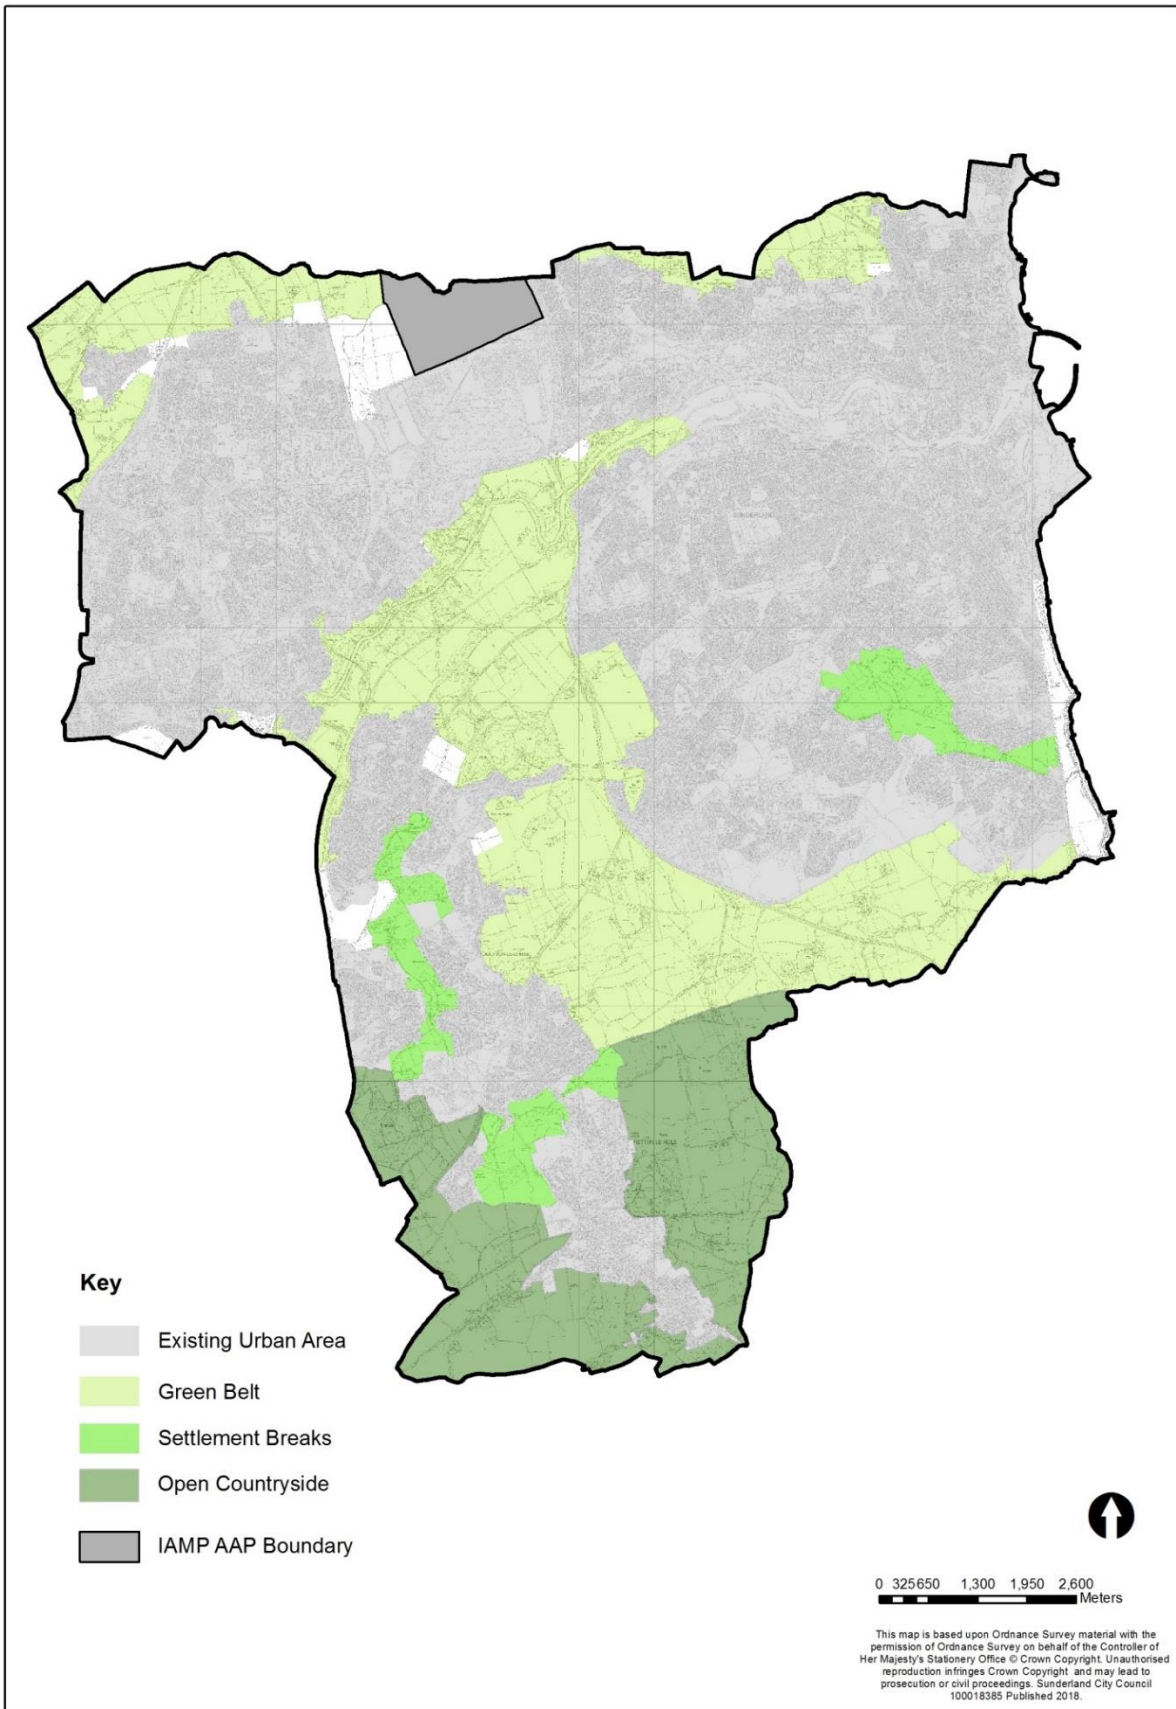 Key
Existing Urban Area
Green Belt
Settlement Breaks
Open Countryside
IAMP AAP Boundary
0 325 650 1,300 1,950 2,600
Meters
This map is based upon Ordnance Survey material with the
permission of Ordnance Survey on behalf of the Controller of
Her Majesty's Stationery Office © Crown Copyright. Unauthorised
reproduction infringes Crown Copyright and may lead to
prosecution or civil proceedings. Sunderland City Council
100018385 Published 2018.